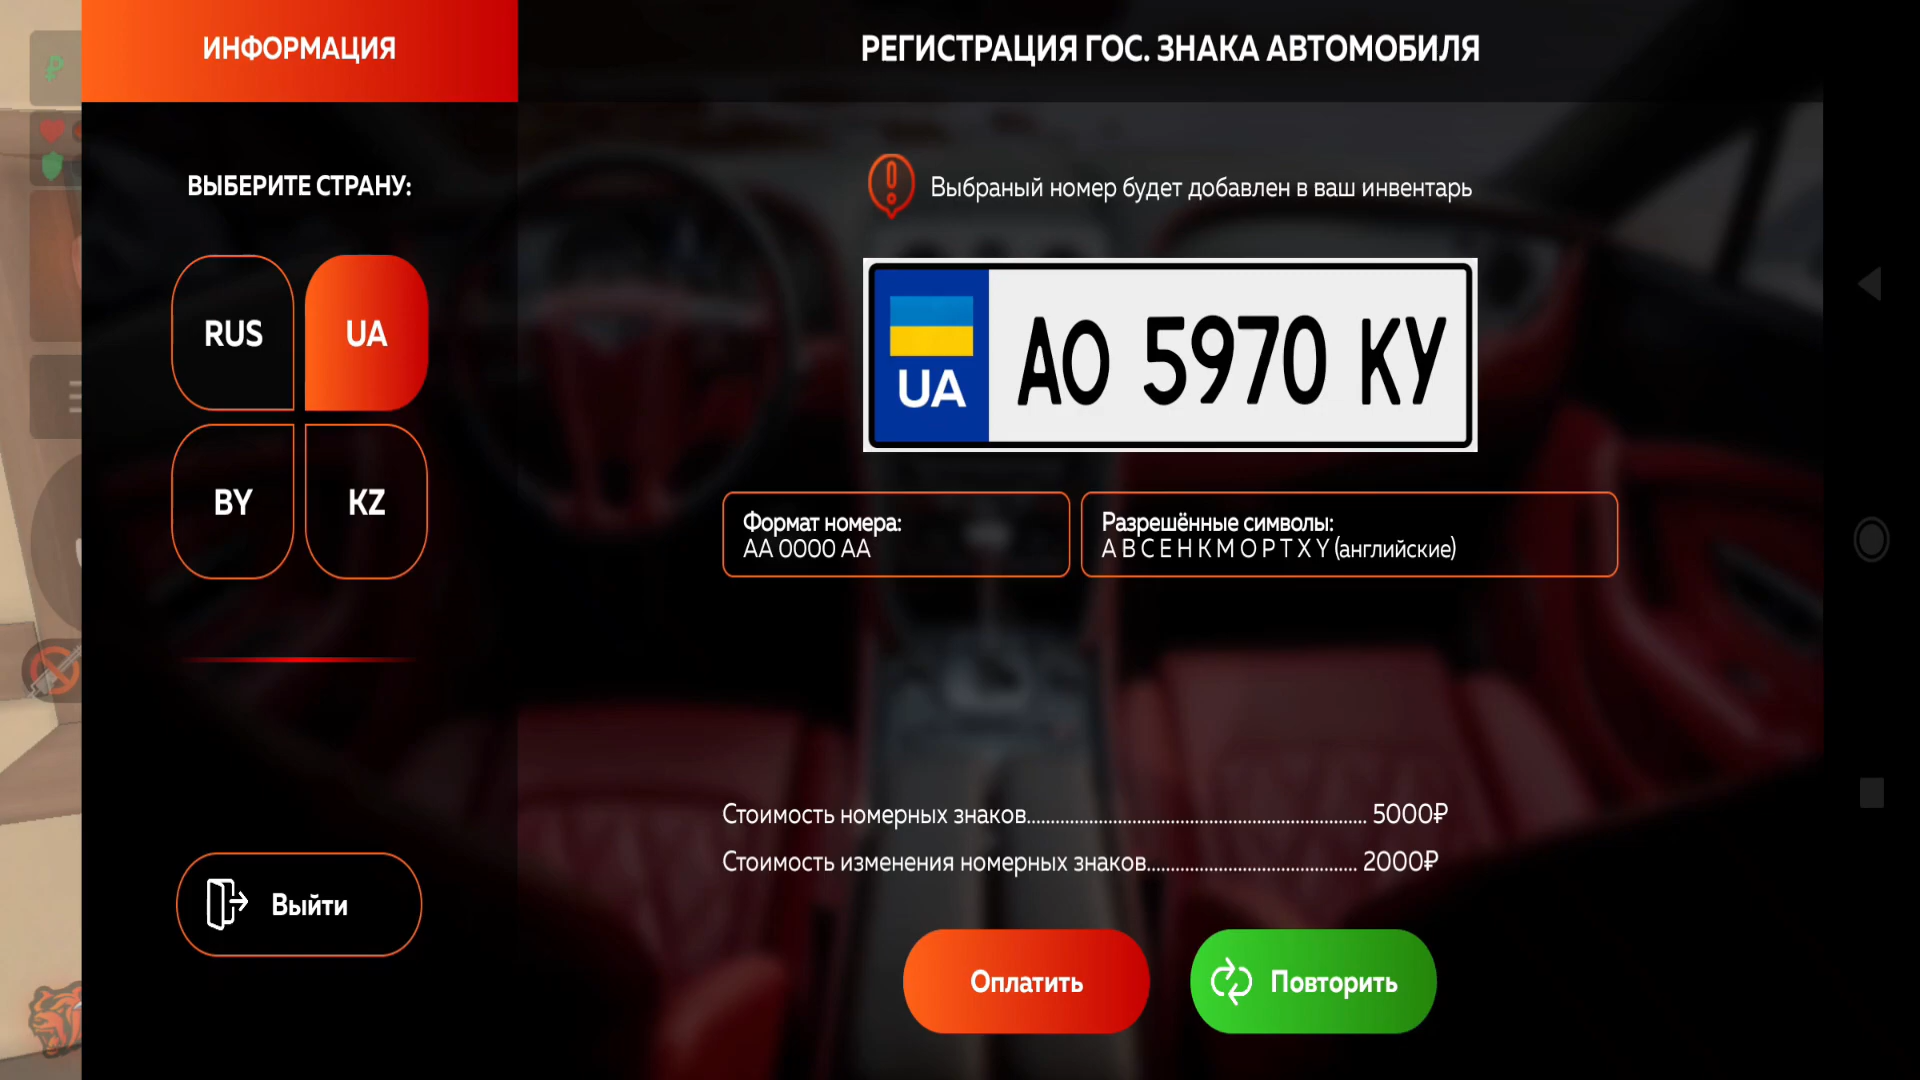 ИНФОРМАЦИЯ
РЕГИСТРАЦИЯ ГОС. ЗНАКА АВТОМОБИЛЯ
ВЫБЕРИТЕ СТРАНУ:
RUS
UA
BY
KZ
Выйти
Выбраный номер будет добавлен в ваш инвентарь
UA
AO 5970 KY
Формат номера:
AA 0000 AA
Разрешённые символы:
A B C E H K M O P T X Y (английские)
Стоимость номерных знаков.................................................................... 5000₽
Стоимость изменения номерных знаков.......................................... 2000₽
Оплатить
Повторить